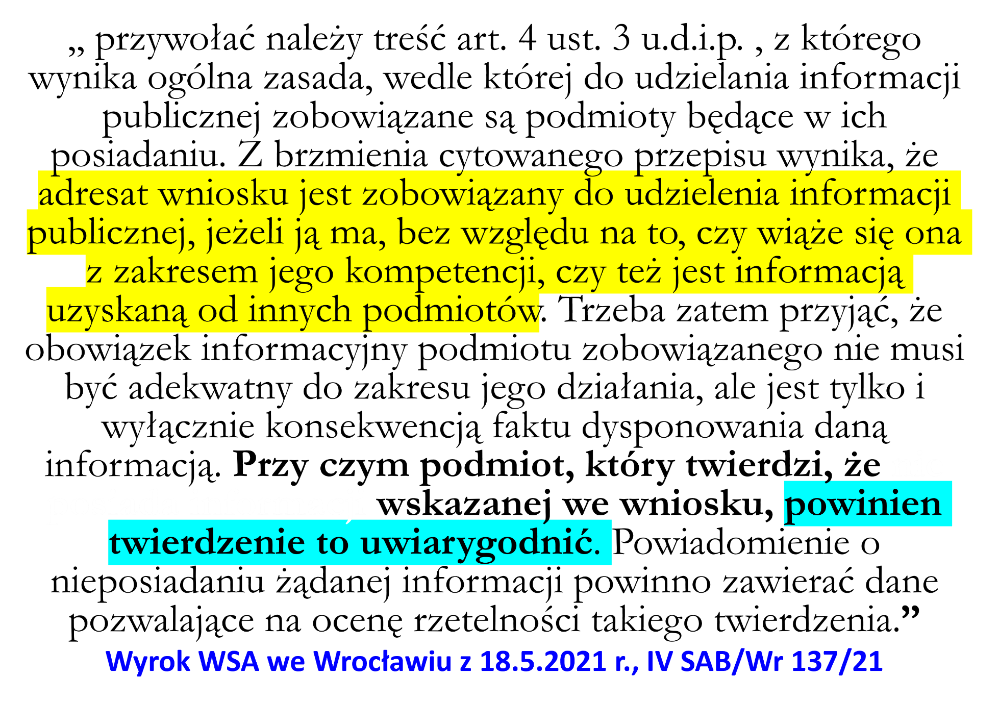 „ przywołać należy treść art. 4 ust. 3 u.d.i.p. , z którego
wynika ogólna zasada, wedle której do udzielania informacji
publicznej zobowiązane są podmioty będące w ich
posiadaniu. Z brzmienia cytowanego przepisu wynika, że
adresat wniosku jest zobowiązany do udzielenia informacji
publicznej, jeżeli ją ma, bez względu na to, czy wiąże się ona
z zakresem jego kompetencji, czy też jest informacją
uzyskaną od innych podmiotów. Trzeba zatem przyjąć, że
obowiązek informacyjny podmiotu zobowiązanego nie musi
być adekwatny do zakresu jego działania, ale jest tylko i
wyłącznie konsekwencją faktu dysponowania daną
informacją. Przy czym podmiot, który twierdzi, że
wskazanej we wniosku, powinien
twierdzenie to uwiarygodnić. Powiadomienie o
nieposiadaniu żądanej informacji powinno zawierać dane
pozwalające na ocenę rzetelności takiego twierdzenia.”
Wyrok WSA we Wrocławiu z 18.5.2021 r., IV SAB/Wr 137/21